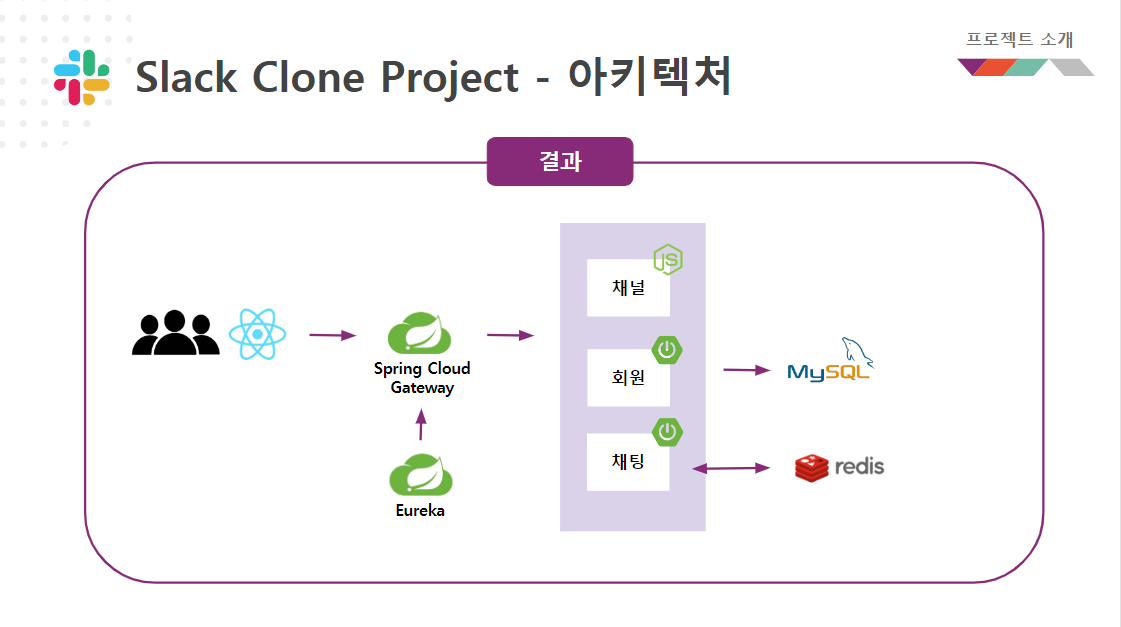 프로젝트 소개
Slack Clone Project - 아키텍처
결과
JS
채널
Spring Cloud
Gateway
회원
MySQL
채팅
redis
Eureka